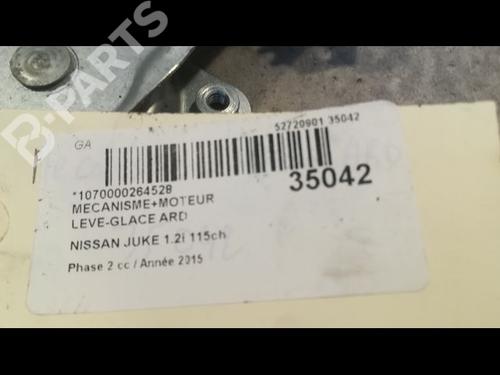 B-PARTS
GA
52720901 35042
*1070000264528
35042
MECANISME+MOTEUR
LEVE-GLACE ARD
NISSAN JUKE 1.2i 115ch
Phase 2 cc / Année 2015